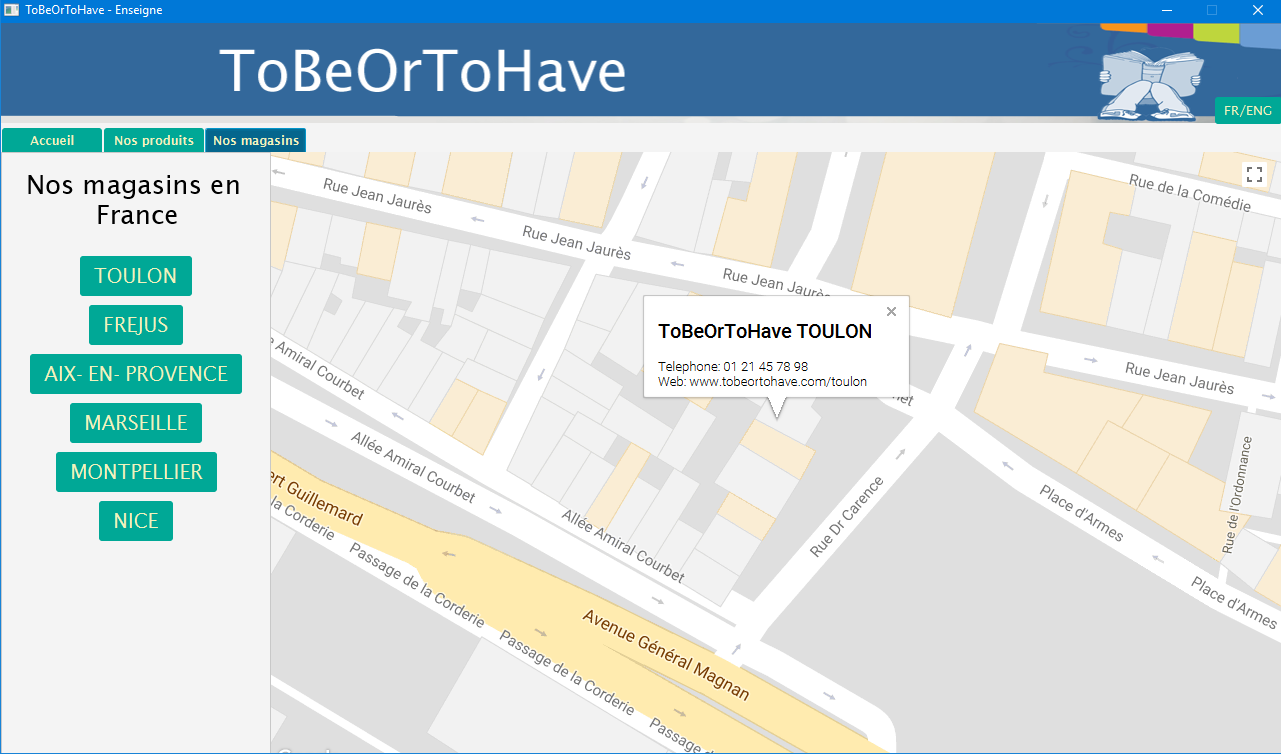 ToBeOrToHave - Enseigne
ToBeOrToHave
FR/ENG
Accueil
Nos produits
Nos magasins
Nos magasins en
France
TOULON
FREJUS
AIX- EN- PROVENCE
MARSEILLE
MONTPELLIER
NICE
Rue Jean Jaurès
Rue Jean Jaurès
Rue Jean Jaurès
Rue de la Comédie
ToBeOrToHave TOULON
Telephone: 01 21 45 78 98
Web: www.tobeortohave.com/toulon
Rue Jean Jaurès
Amiral Courbet
Allée Amiral Courbet
Allée Amiral Courbet
Guillemard
la Corderie
Passage de la Corderie
Passage de la Corderie
Passage de la
Avenue Général Magnan
Rue Dr Carence
Place d'Armes
Place d'Armes
Rue de l'Ordonnance